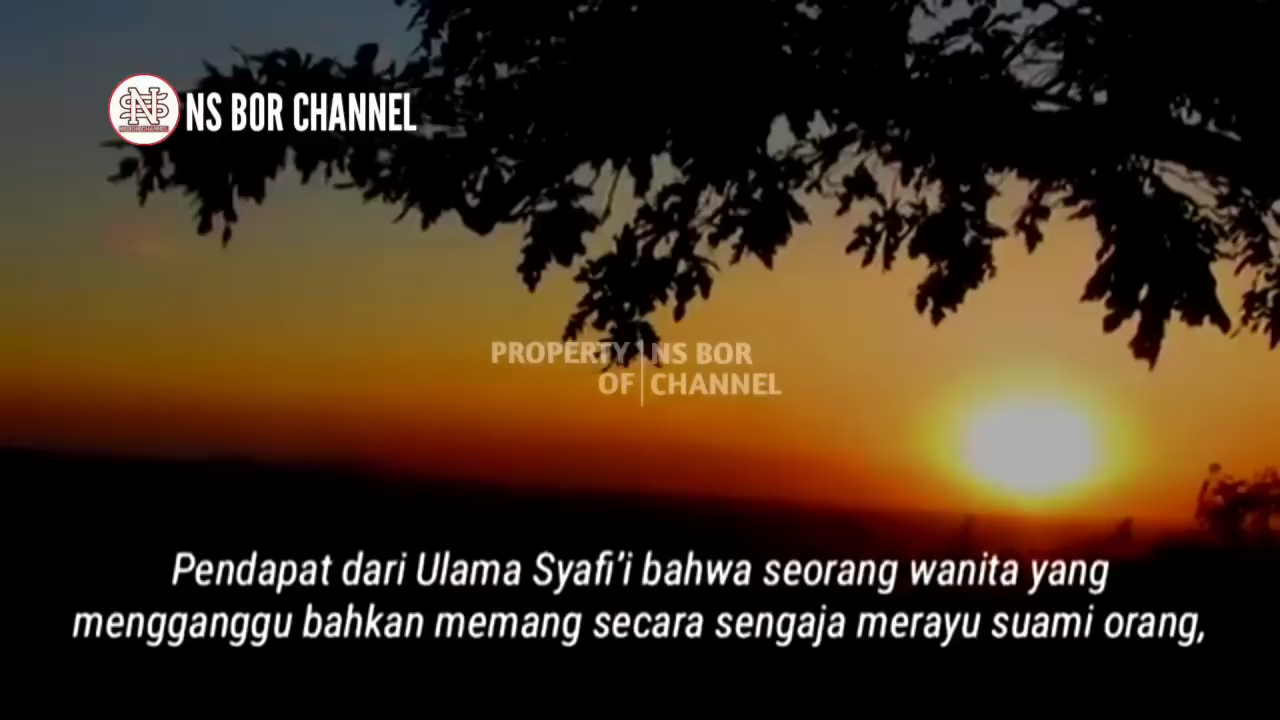 NS BOR CHANNEL
PROPERTY NS BOR
OF CHANNEL
Pendapat dari Ulama Syafi'i bahwa seorang wanita yang
mengganggu bahkan memang secara sengaja merayu suami orang,